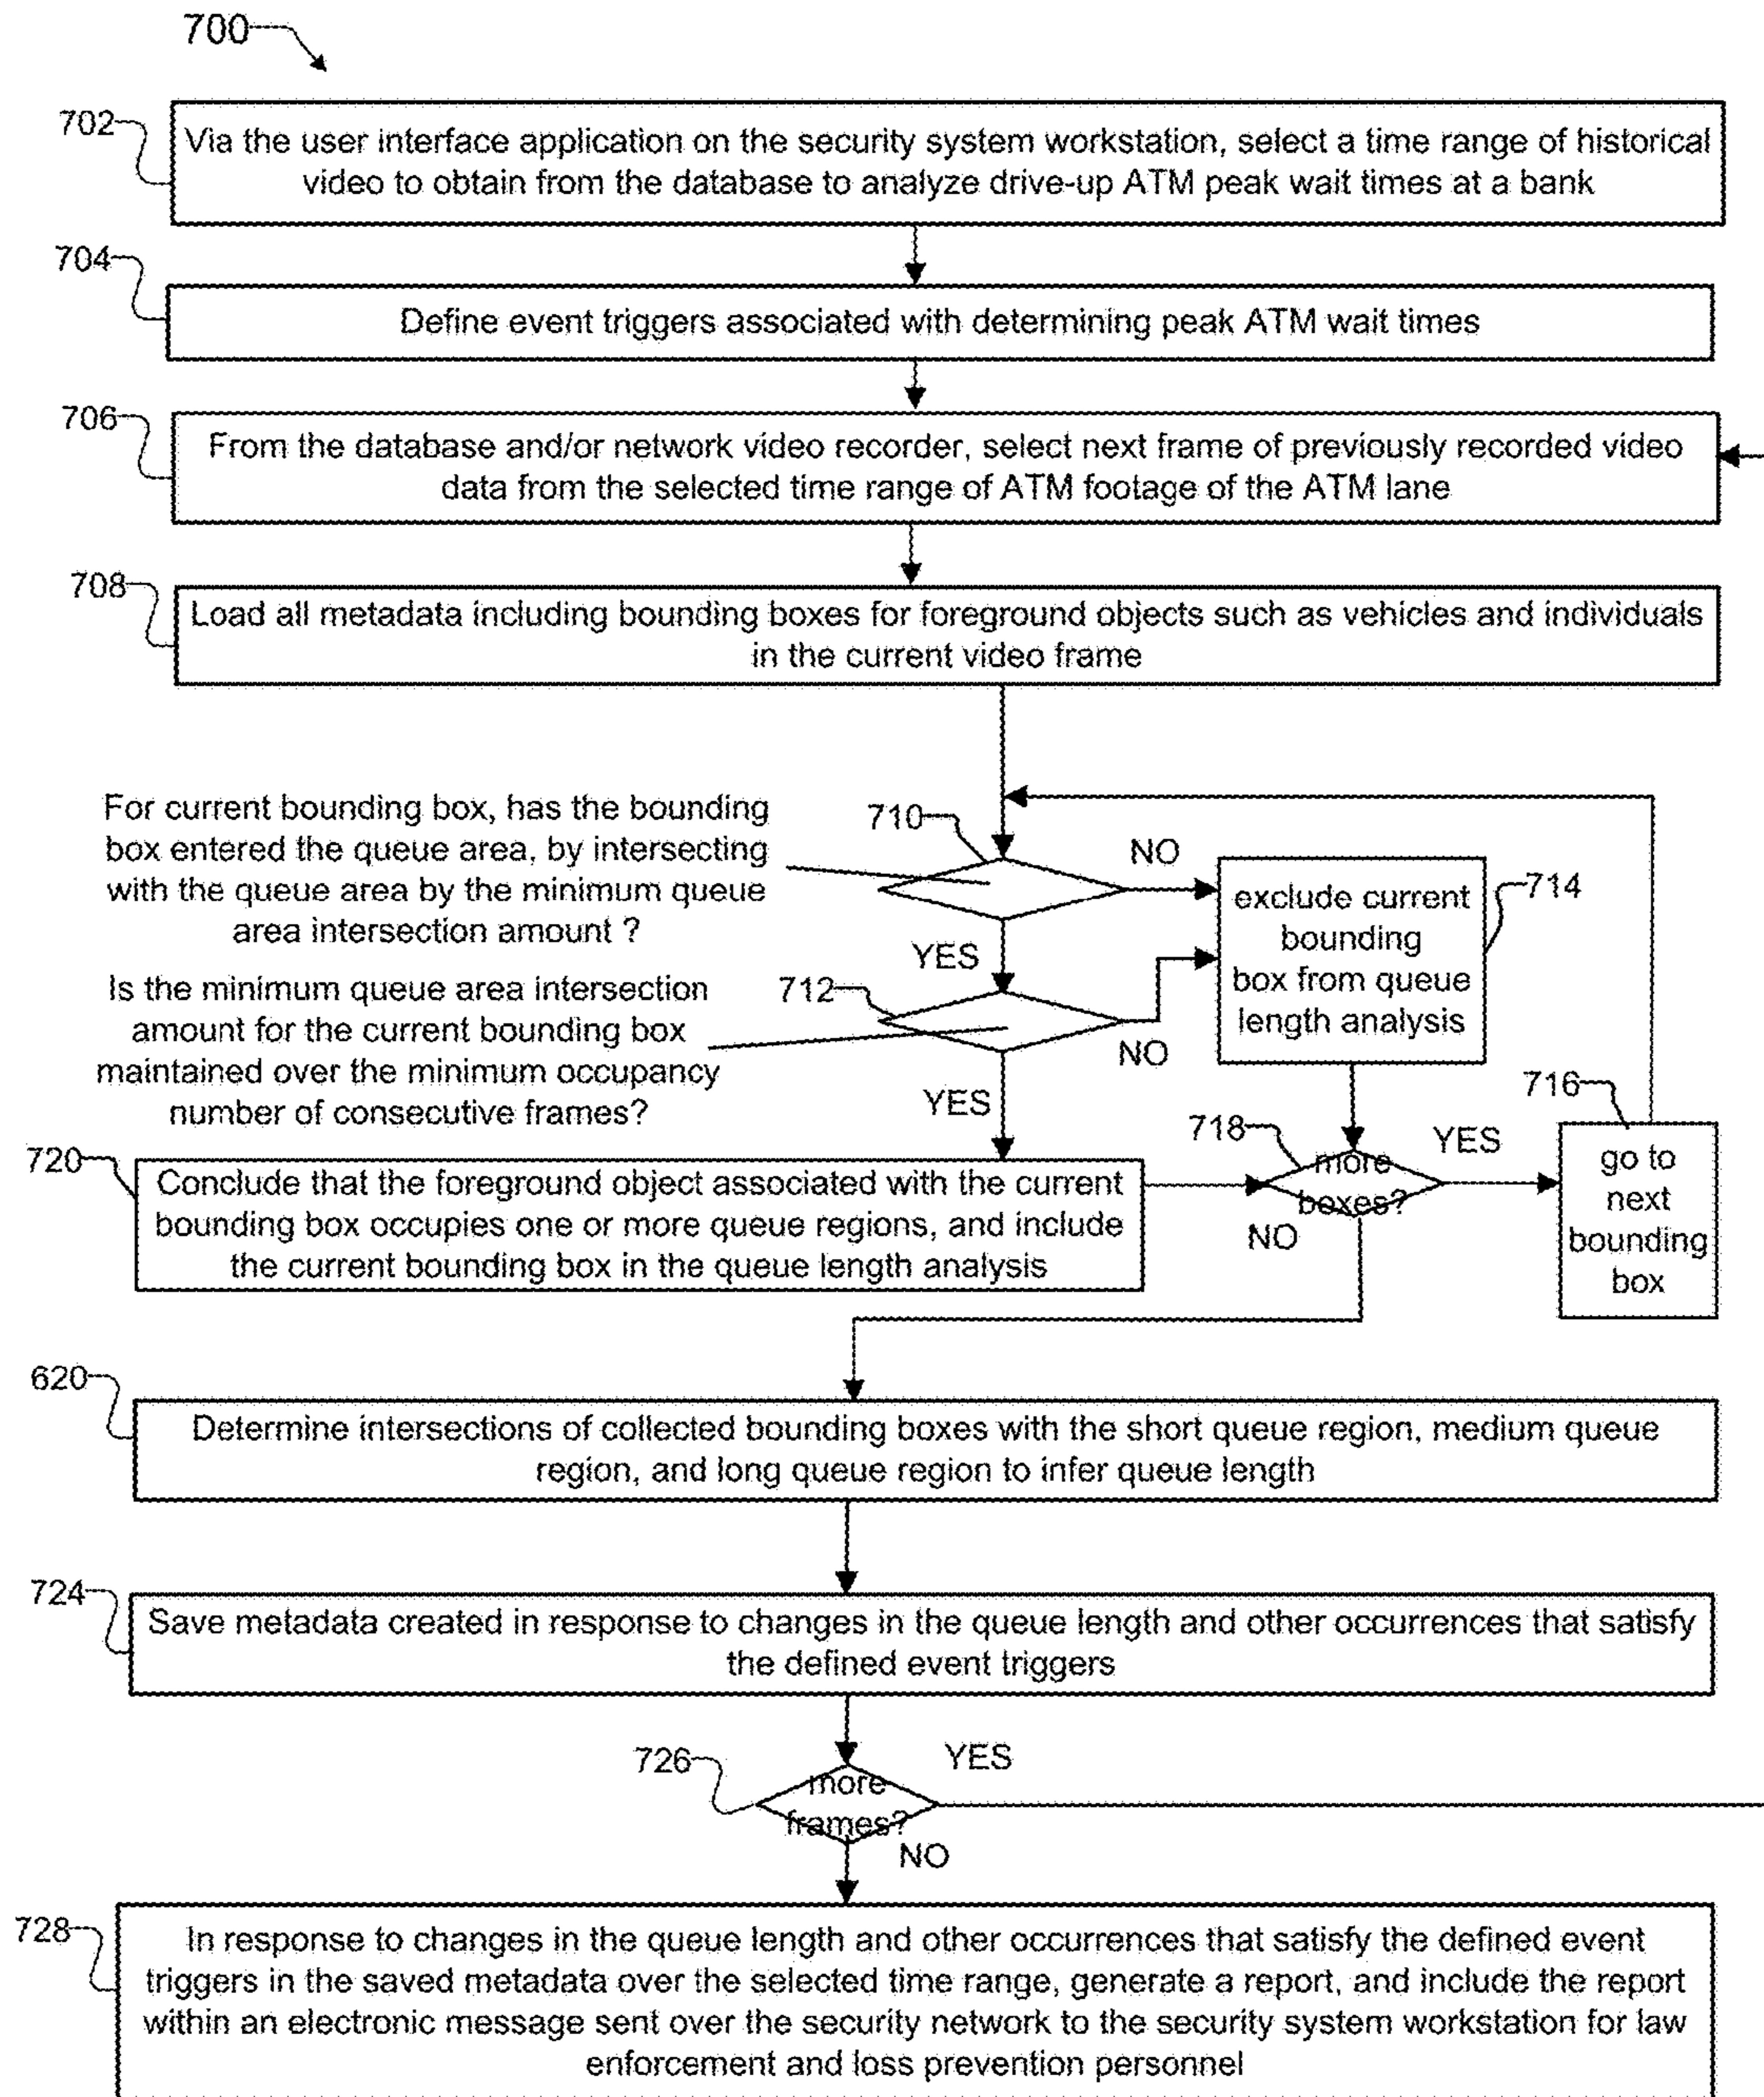 700
702
Via the user interface application on the security system workstation, select a time range of historical
video to obtain from the database to analyze drive-up ATM peak wait times at a bank
704
Define event triggers associated with determining peak ATM wait times
706
From the database and/or network video recorder, select next frame of previously recorded video
data from the selected time range of ATM footage of the ATM lane
708
Load all metadata including bounding boxes for foreground objects such as vehicles and individuals
in the current video frame
For current bounding box, has the bounding
box entered the queue area, by intersecting
with the queue area by the minimum queue
area intersection amount ?
710
NO
YES
exclude current
bounding
box from queue
length analysis
714
Is the minimum queue area intersection
amount for the current bounding box
maintained over the minimum occupancy
number of consecutive frames?
712
NO
YES
716
go to
next
bounding
box
718
more
boxes?
YES
NO
720
Conclude that the foreground object associated with the current
bounding box occupies one or more queue regions, and include
the current bounding box in the queue length analysis
620
Determine intersections of collected bounding boxes with the short queue region, medium queue
region, and long queue region to infer queue length
724
Save metadata created in response to changes in the queue length and other occurrences that satisfy
the defined event triggers
726
more
frames?
YES
NO
728
In response to changes in the queue length and other occurrences that satisfy the defined event
triggers in the saved metadata over the selected time range, generate a report, and include the report
within an electronic message sent over the security network to the security system workstation for law
enforcement and loss prevention personnel